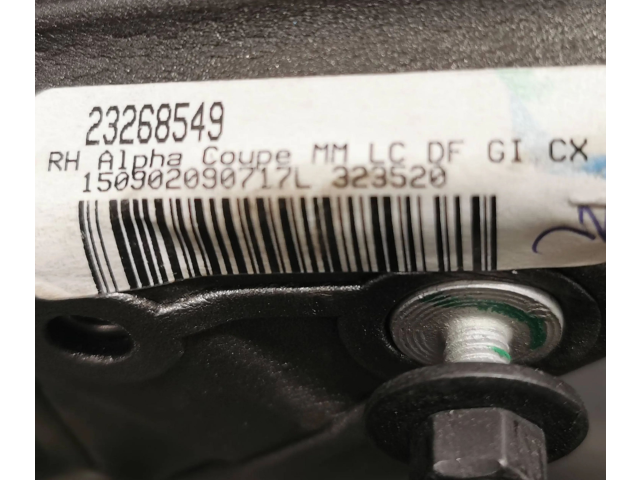 23268549
RH Alpha Coupe MM LC DF GI CX
150902090717L 323520